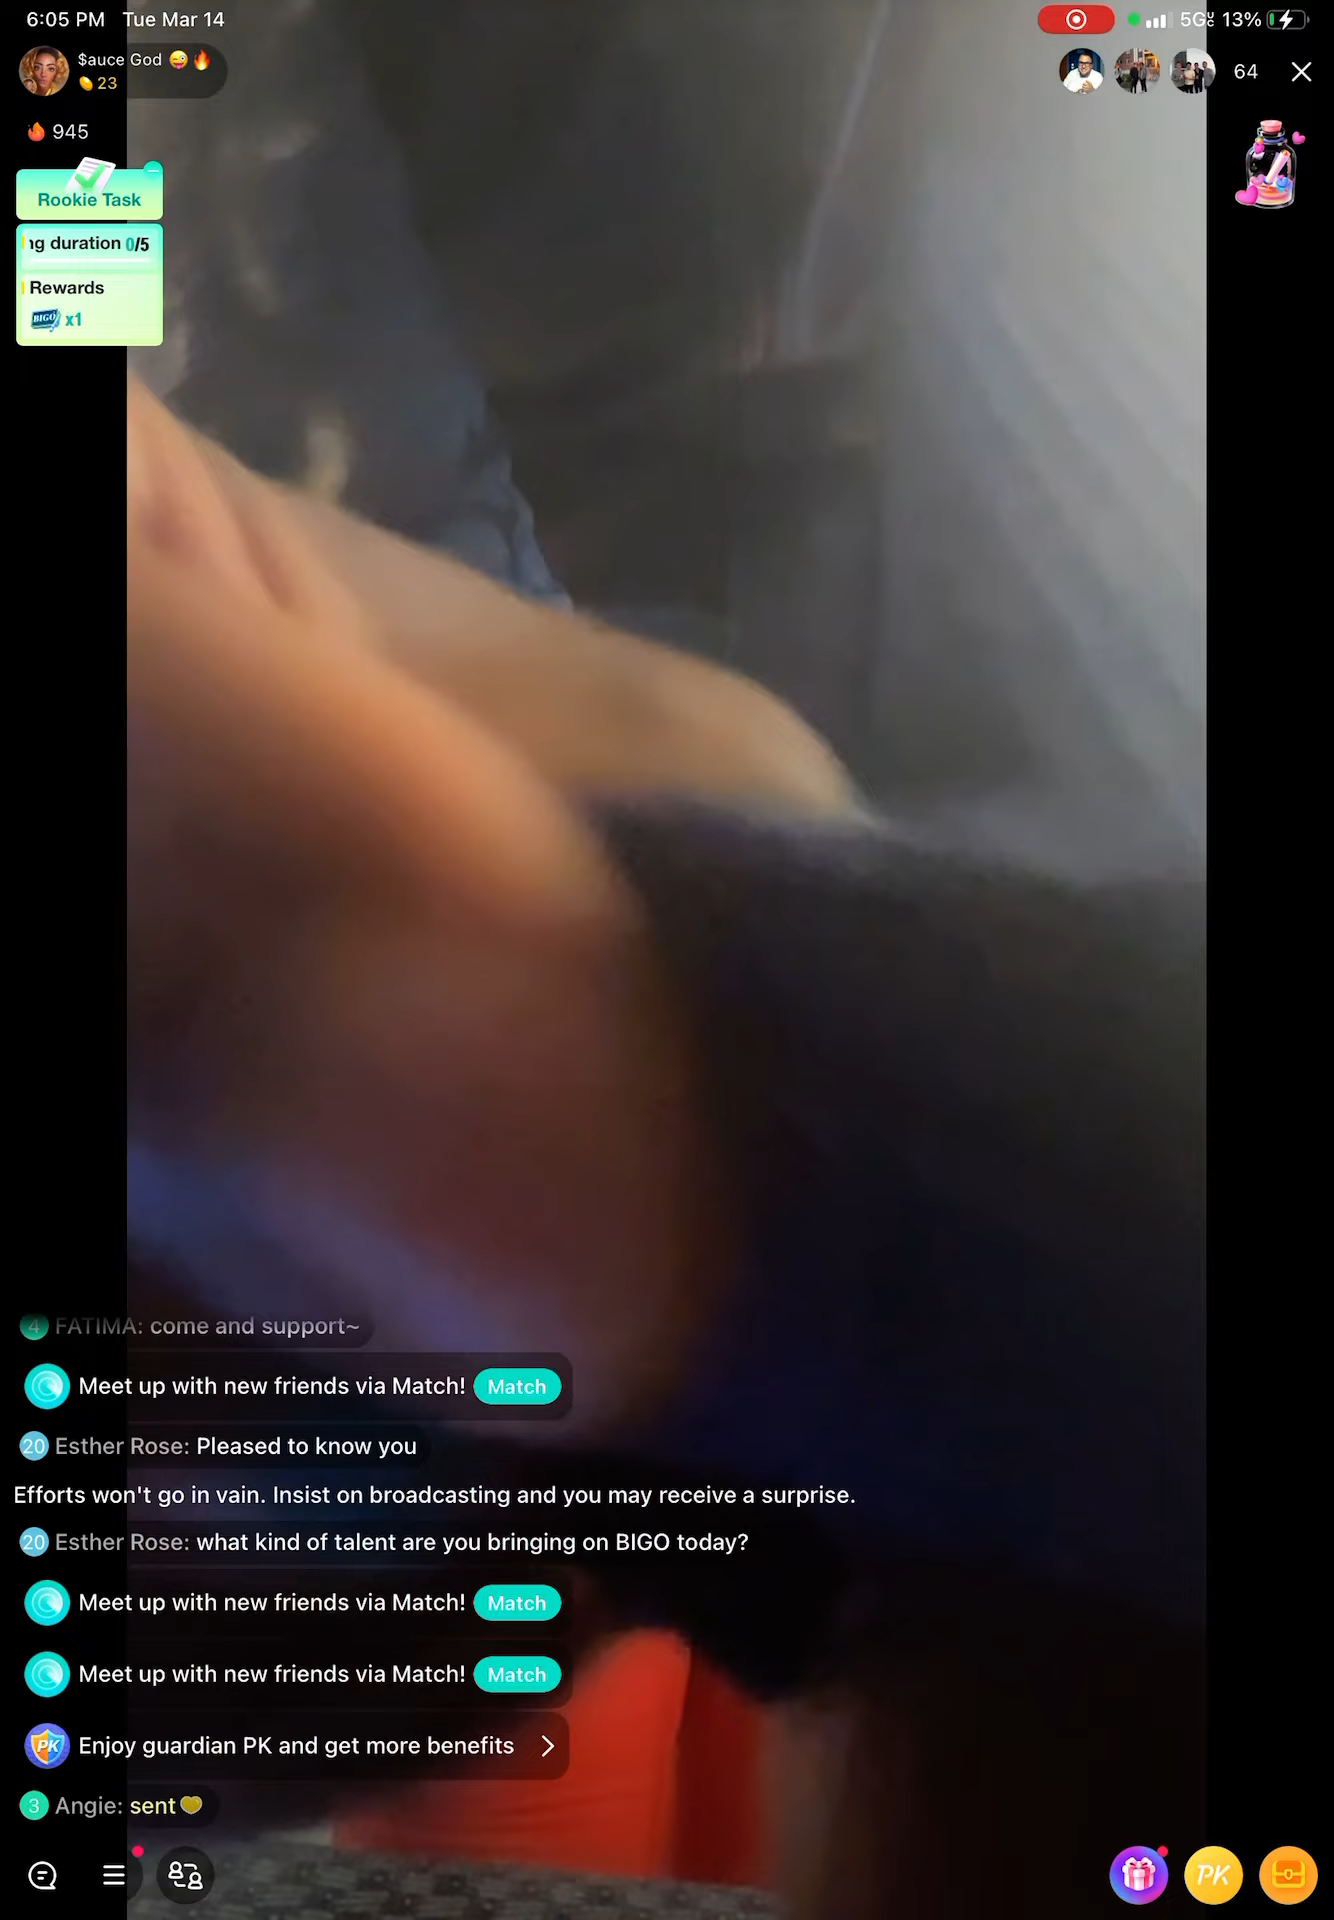 6:05 PM Tue Mar 14
5G 13%
$auce God 😜🔥
23
64
945
Rookie Task
ng duration 0/5
Rewards
BIGO x1
4 FATIMA: come and support~
Meet up with new friends via Match! Match
20 Esther Rose: Pleased to know you
Efforts won't go in vain. Insist on broadcasting and you may receive a surprise.
20 Esther Rose: what kind of talent are you bringing on BIGO today?
Meet up with new friends via Match! Match
Meet up with new friends via Match! Match
PK Enjoy guardian PK and get more benefits
3 Angie: sent💛
PK